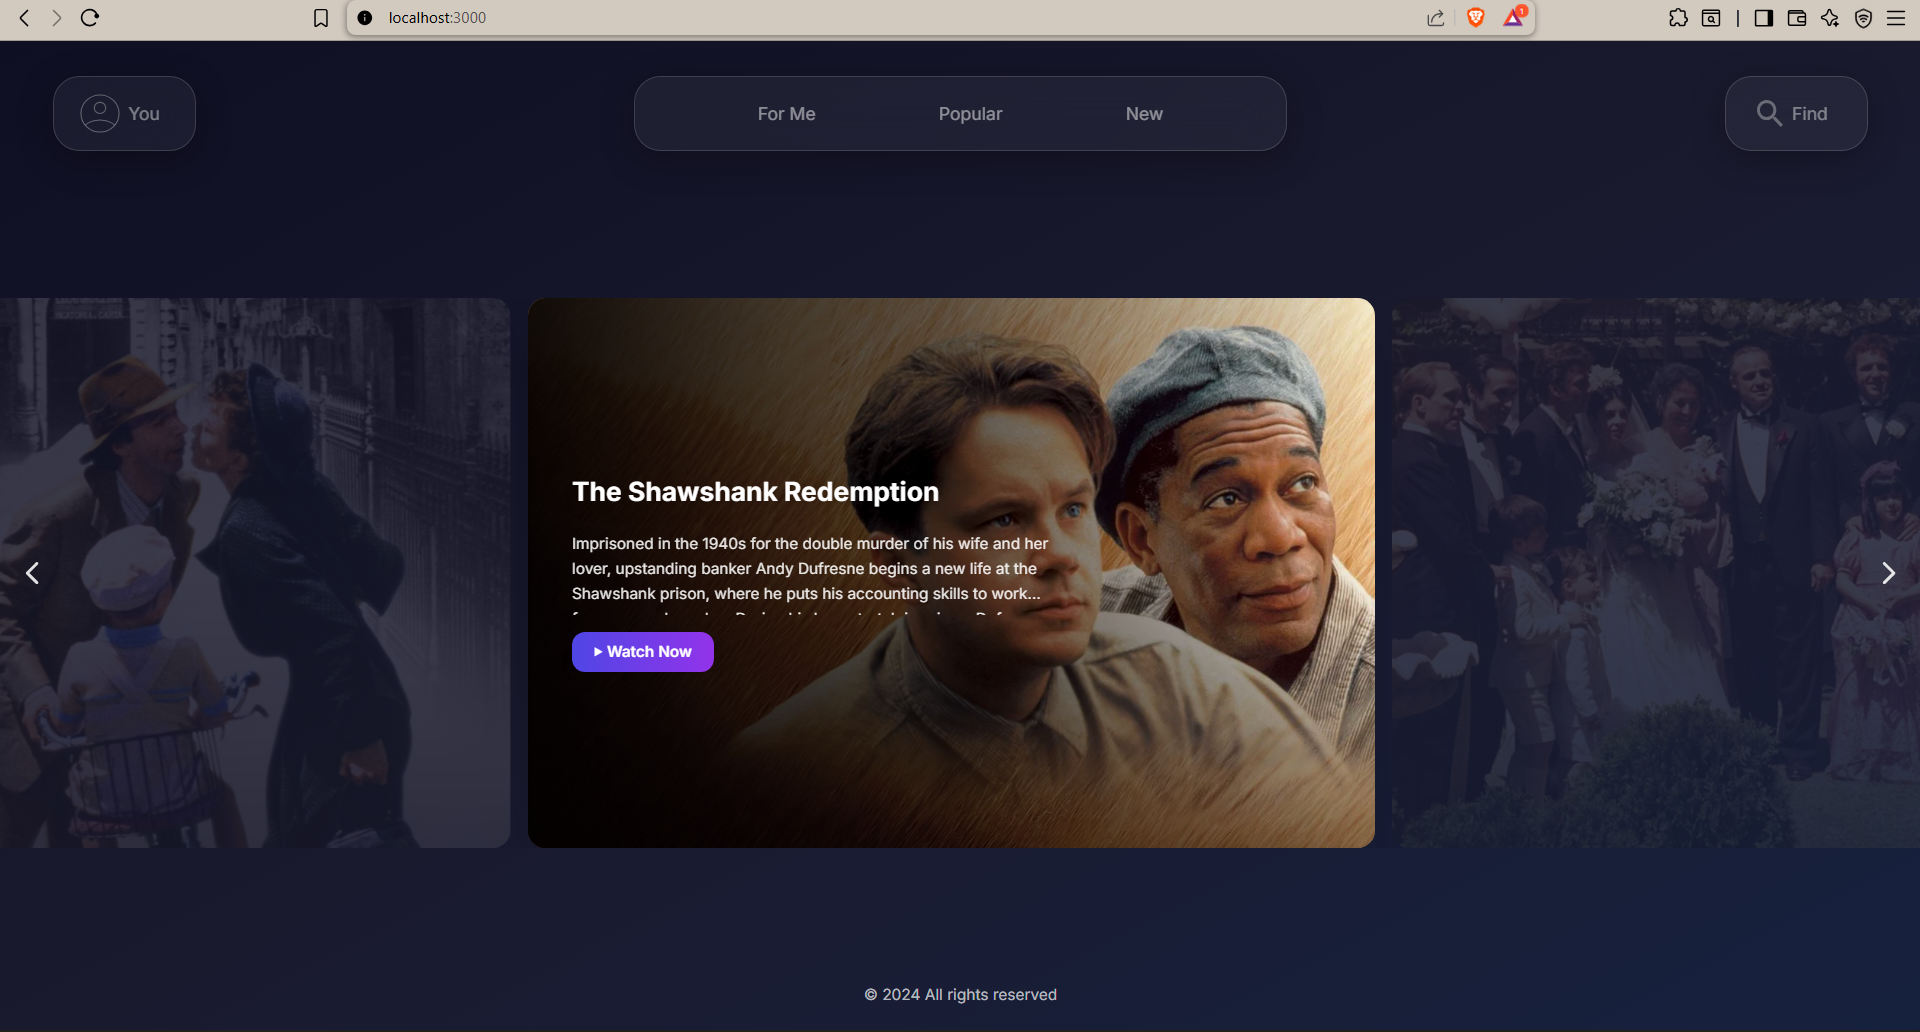 localhost:3000
1
You
For Me
Popular
New
Find
The Shawshank Redemption
Imprisoned in the 1940s for the double murder of his wife and her
lover, upstanding banker Andy Dufresne begins a new life at the
Shawshank prison, where he puts his accounting skills to work...
Watch Now
© 2024 All rights reserved